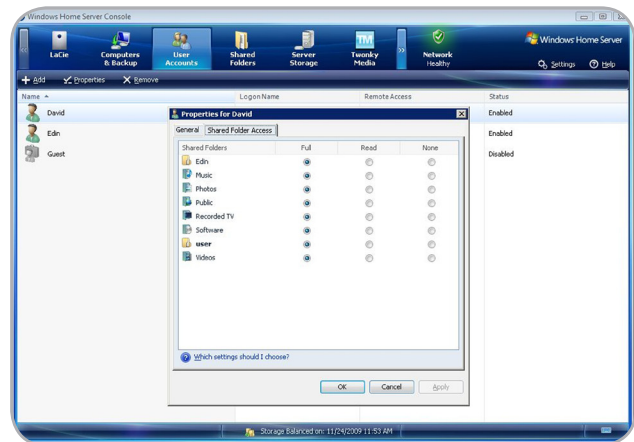 Windows Home Server Console
LaCie
Computers & Backup
User Accounts
Shared Folders
Server Storage
TM
Twonky Media
Network
Healthy
Windows Home Server
Settings
Help
Add
Properties
Remove
Name
Logon Name
Remote Access
Status
David
Enabled
Edin
Enabled
Guest
Disabled
Properties for David
General
Shared Folder Access
Shared Folders
Full
Read
None
Edin
Music
Photos
Public
Recorded TV
Software
user
Videos
Which settings should I choose?
OK
Cancel
Apply
Storage Balanced on: 11/24/2009 11:53 AM